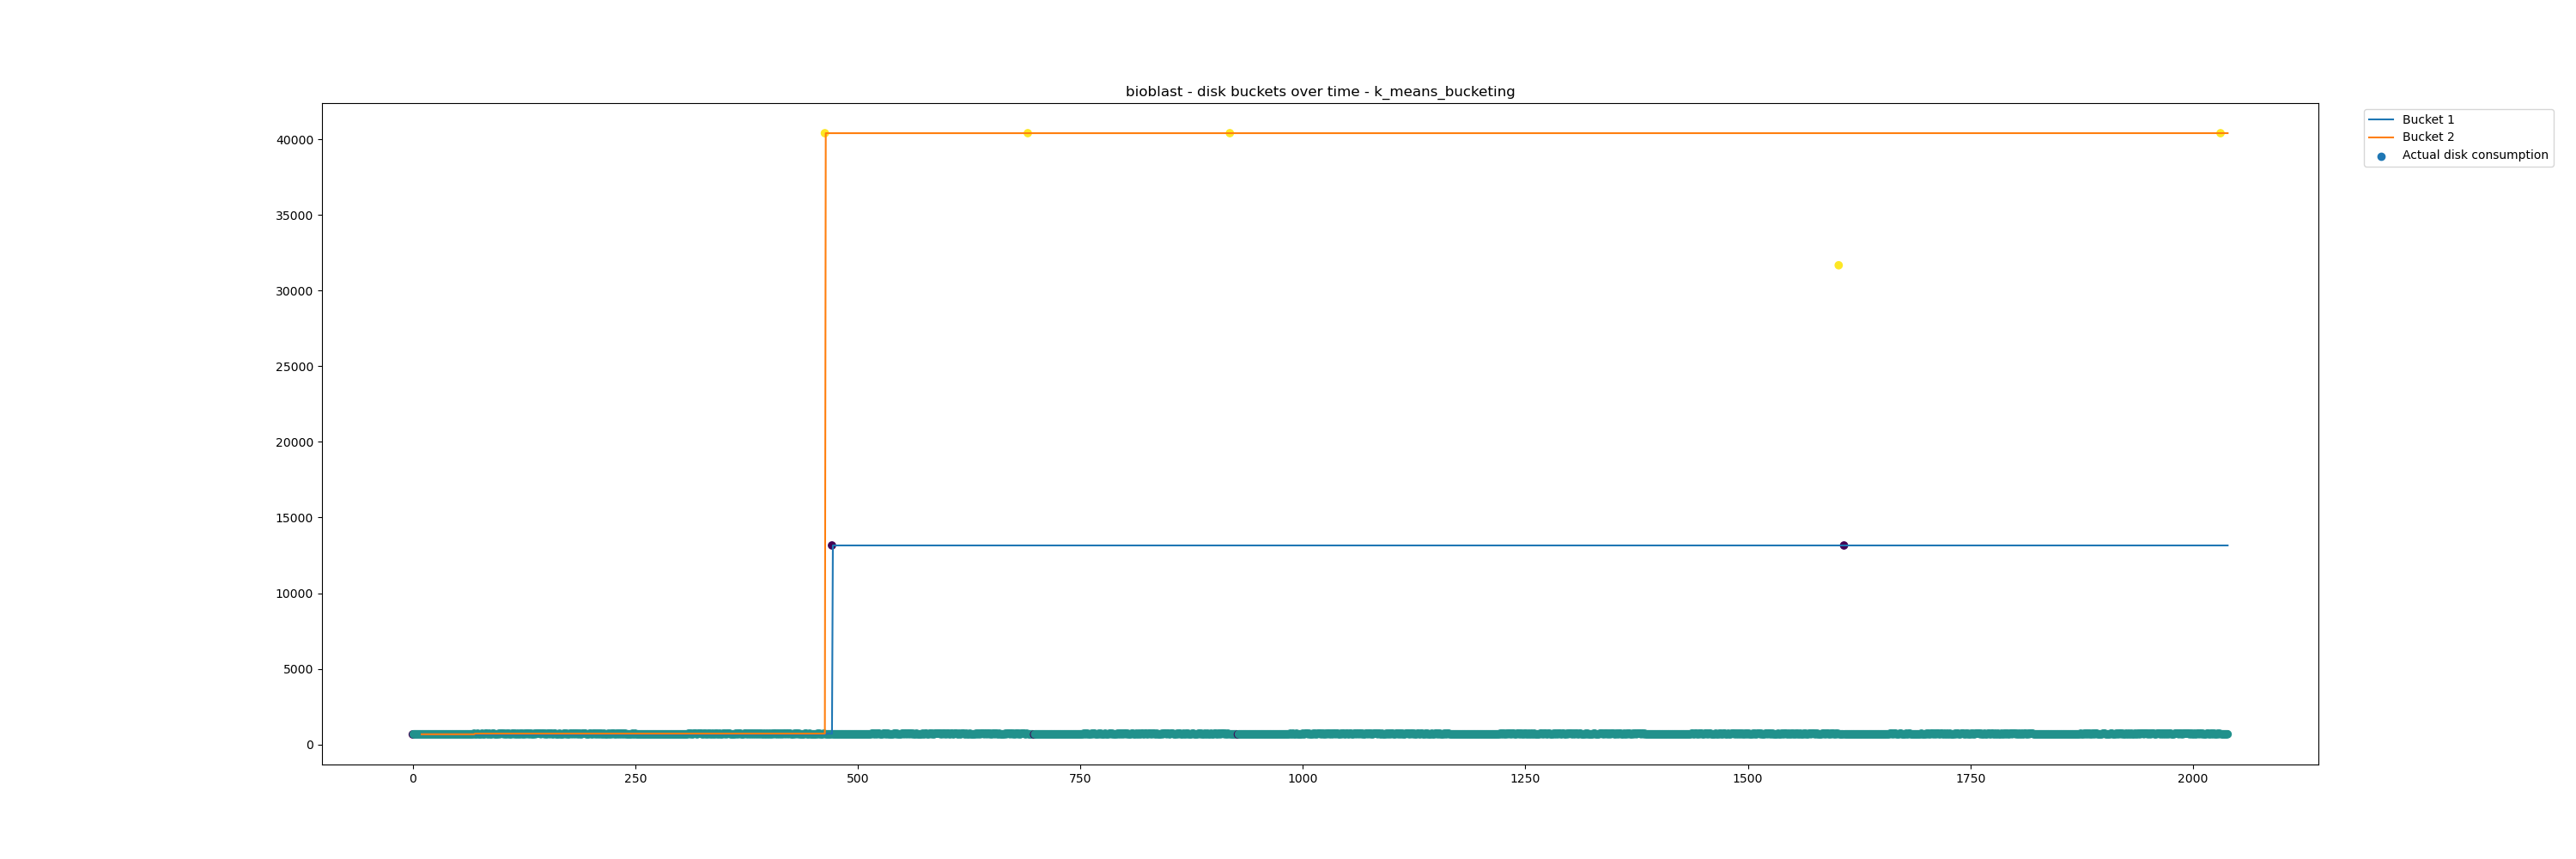 bioblast - disk buckets over time - k_means_bucketing
Bucket 1
Bucket 2
Actual disk consumption
40000
35000
30000
25000
20000
15000
10000
5000
0
0 250 500 750 1000 1250 1500 1750 2000